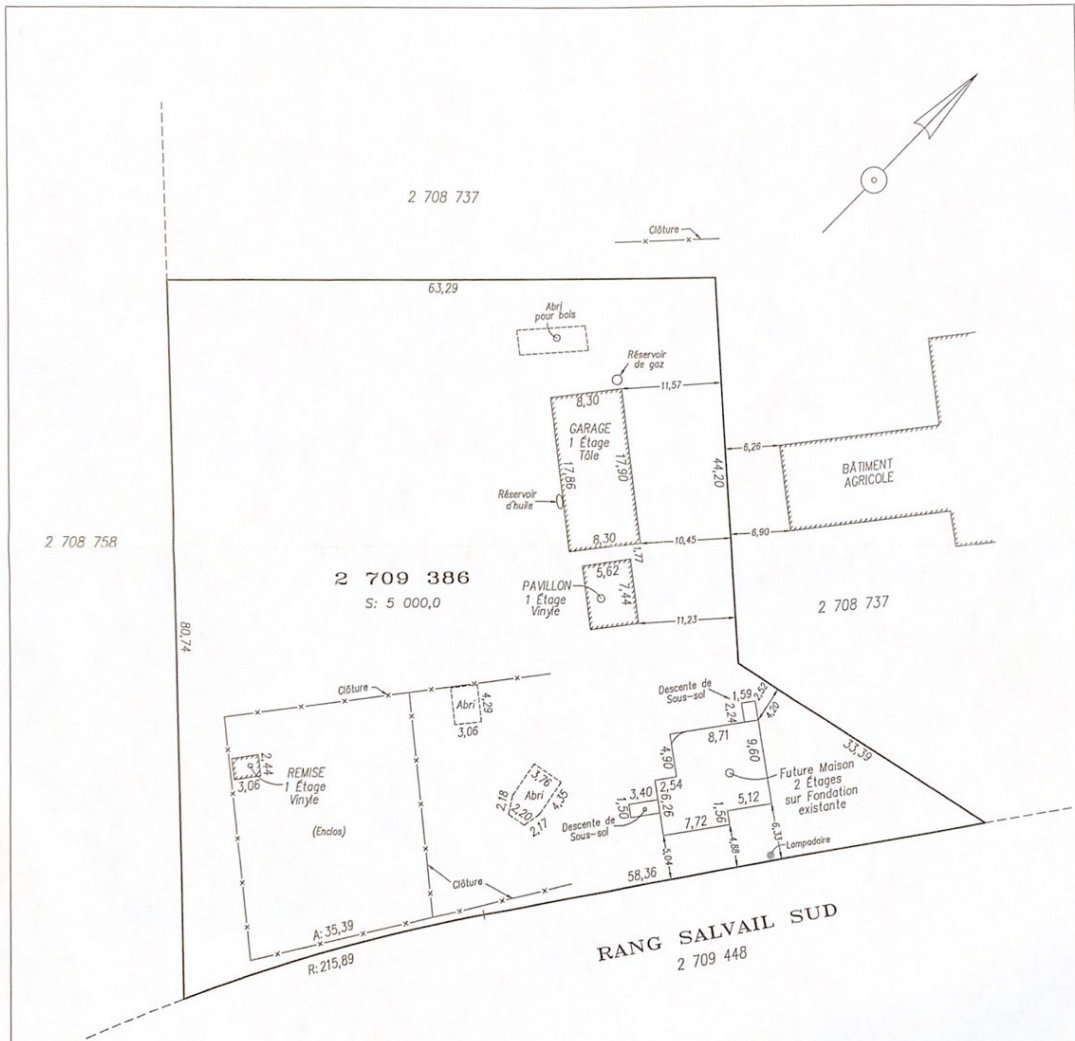 2 708 737
Clôture
63,29
Abri
pour bois
Réservoir
de gaz
11,57
8,30
GARAGE
1 Étage
Tôle
17,86
17,90
44,20
6,26
BÂTIMENT
AGRICOLE
Réservoir
d'huile
8,30
1,77
10,45
6,90
2 708 758
2 709 386
S: 5 000,0
5,62
PAVILLON
1 Étage
Vinyle
7,44
11,23
2 708 737
80,74
Clôture
Abri
4,29
3,06
Descente de
Sous-sol
1,59
2,24
2,52
4,20
8,71
4,90
9,60
33,39
2,44
3,06
REMISE
1 Étage
Vinyle
(Enclos)
3,76
Abri
2,18
2,20
2,17
4,35
3,40
1,50
2,54
6,26
Descente de
Sous-sol
Future Maison
2 Étages
sur Fondation
existante
5,12
1,56
7,72
5,04
4,88
6,33
Lampadaire
Clôture
58,36
A: 35,39
R: 215,89
RANG SALVAIL SUD
2 709 448